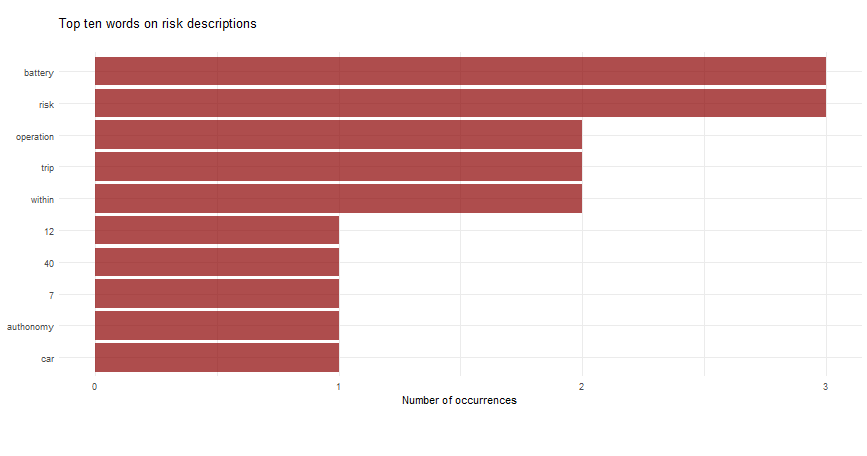 Top ten words on risk descriptions
battery
risk
operation
trip
within
12
40
7
authonomy
car
0 1 2 3
Number of occurrences